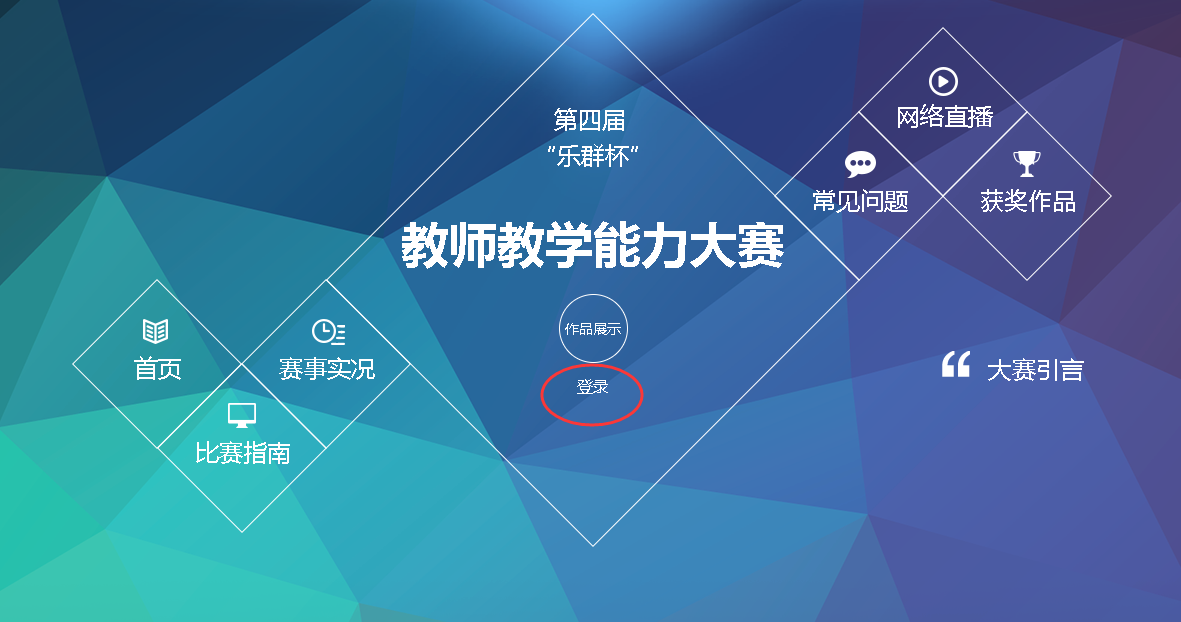 第四届
“乐群杯”
教师教学能力大赛
作品展示
登录
首页
赛事实况
比赛指南
网络直播
常见问题
获奖作品
“ 大赛引言